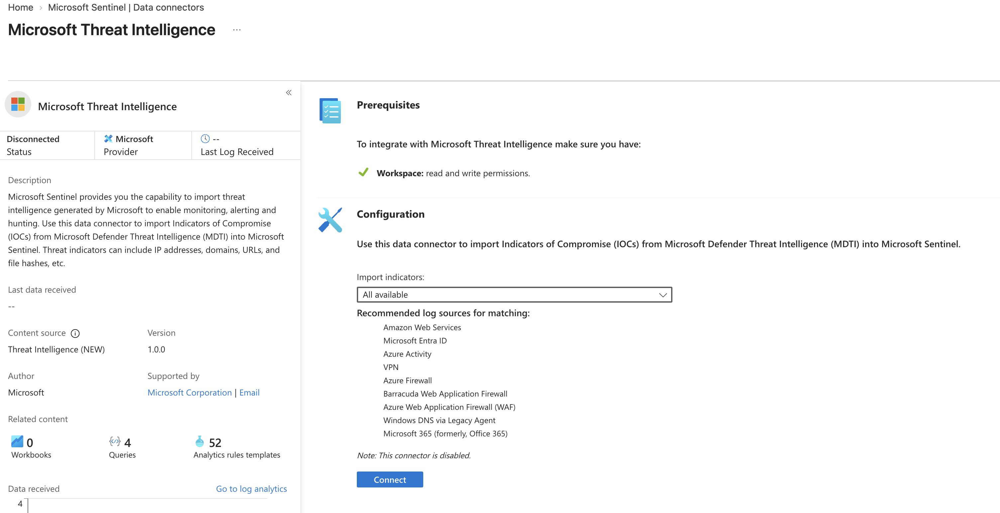 Home > Microsoft Sentinel | Data connectors
Microsoft Threat Intelligence ...
Microsoft Threat Intelligence
Disconnected
Status
Microsoft
Provider
--
Last Log Received
Description
Microsoft Sentinel provides you the capability to import threat
intelligence generated by Microsoft to enable monitoring, alerting and
hunting. Use this data connector to import Indicators of Compromise
(IOCs) from Microsoft Defender Threat Intelligence (MDTI) into Microsoft
Sentinel. Threat indicators can include IP addresses, domains, URLs, and
file hashes, etc.
Last data received
--
Content source
Version
Threat Intelligence (NEW)
1.0.0
Author
Supported by
Microsoft
Microsoft Corporation | Email
Related content
0
Workbooks
4
Queries
52
Analytics rules templates
Data received
Go to log analytics
4
Prerequisites
To integrate with Microsoft Threat Intelligence make sure you have:
Workspace: read and write permissions.
Configuration
Use this data connector to import Indicators of Compromise (IOCs) from Microsoft Defender Threat Intelligence (MDTI) into Microsoft Sentinel.
Import indicators:
All available
Recommended log sources for matching:
Amazon Web Services
Microsoft Entra ID
Azure Activity
VPN
Azure Firewall
Barracuda Web Application Firewall
Azure Web Application Firewall (WAF)
Windows DNS via Legacy Agent
Microsoft 365 (formerly, Office 365)
Note: This connector is disabled.
Connect